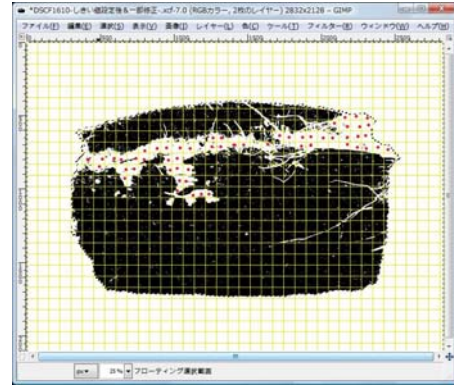 *DSCF1610-しきい値設定後＆一部修正-.xcf-7.0 (RGBカラー, 2枚のレイヤー) 2832x2128 – GIMP
ファイル(F) 編集(E) 選択(S) 表示(V) 画像(I) レイヤー(L) 色(C) ツール(T) フィルター(R) ウィンドウ(W) ヘルプ(H)
px 25 % フローティング選択範囲